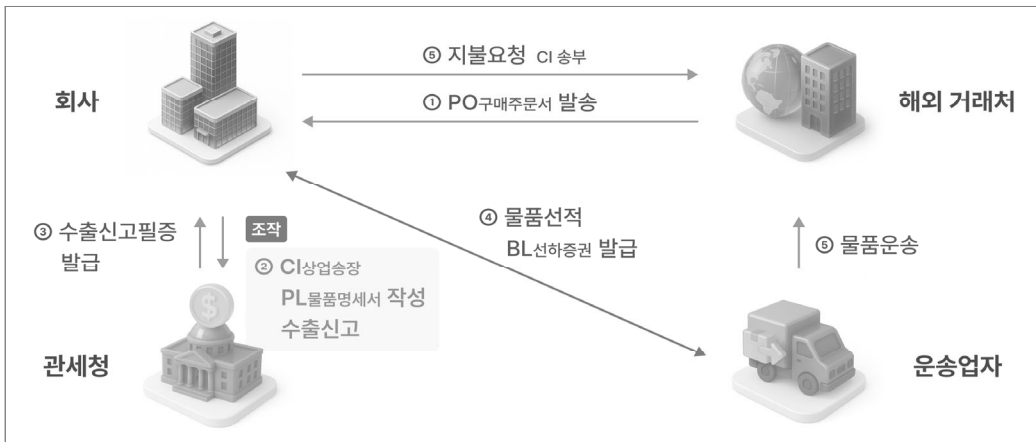 ⑤ 지불요청 CI 송부
회사
① PO구매주문서 발송
해외 거래처
③ 수출신고필증
발급
조작
② CI상업송장
PL물품명세서 작성
수출신고
④ 물품선적
BL선하증권 발급
⑤ 물품운송
관세청
운송업자